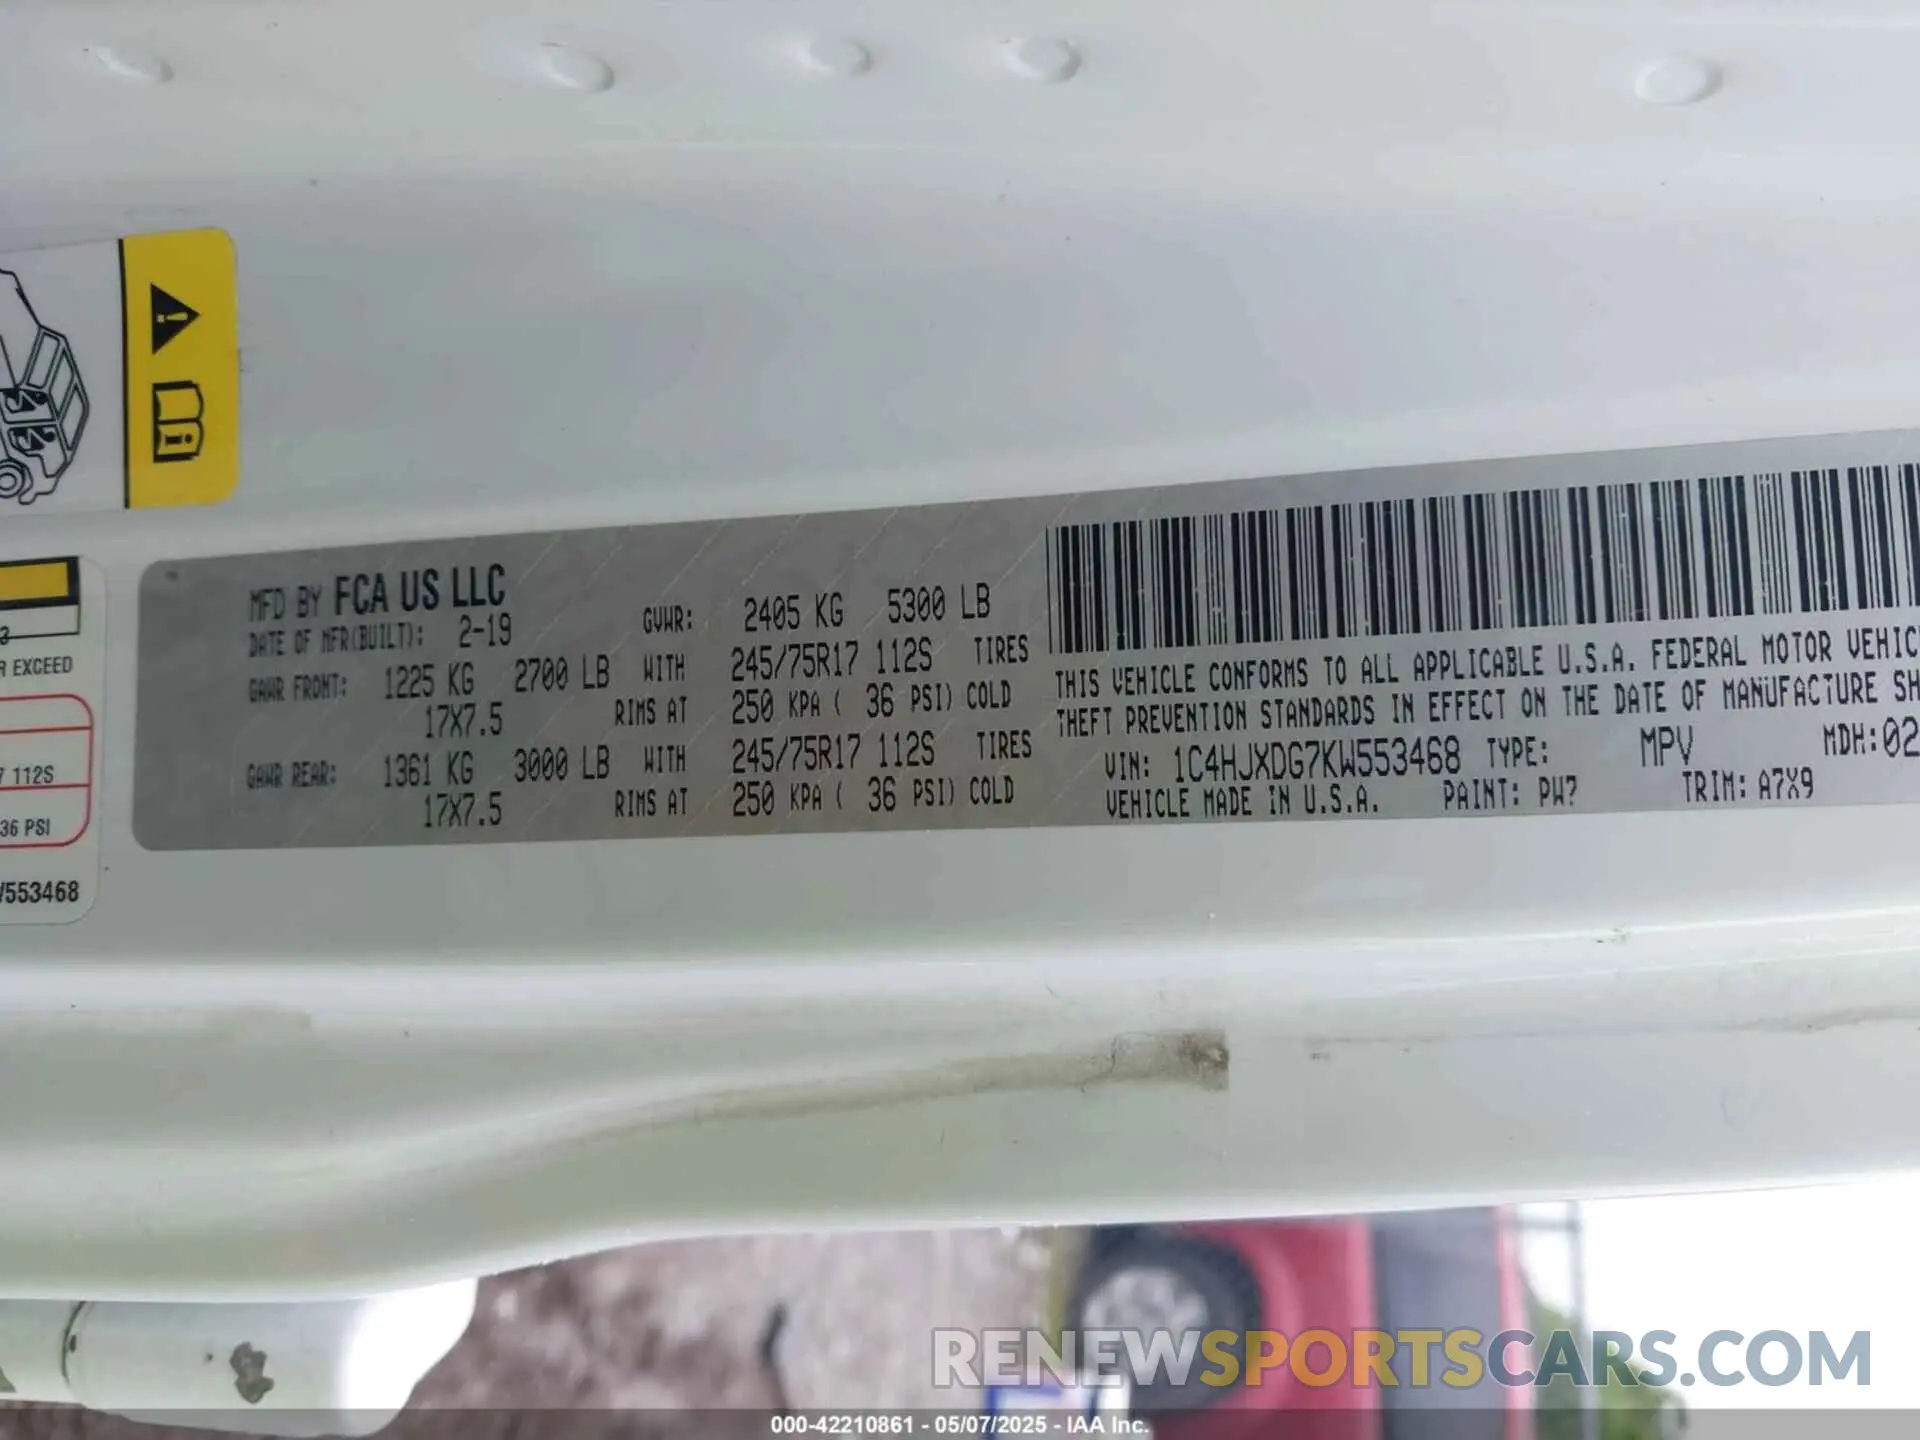 MFD BY FCA US LLC
DATE OF MFR(BUILT): 2-19 GVWR: 2405 KG 5300 LB
GAWR FRONT: 1225 KG 2700 LB WITH 245/75R17 112S TIRES
17X7.5 RIMS AT 250 KPA ( 36 PSI) COLD
GAWR REAR: 1361 KG 3000 LB WITH 245/75R17 112S TIRES
17X7.5 RIMS AT 250 KPA ( 36 PSI) COLD
THIS VEHICLE CONFORMS TO ALL APPLICABLE U.S.A. FEDERAL MOTOR VEHIC
THEFT PREVENTION STANDARDS IN EFFECT ON THE DATE OF MANUFACTURE SH
VIN: 1C4HJXDG7KW553468 TYPE: MPV MDH: 02
VEHICLE MADE IN U.S.A. PAINT: PW7 TRIM: A7X9
3
R EXCEED
7 112S
36 PSI
553468
RENEWSPORTSCARS.COM
000-42210861 - 05/07/2025 - IAA Inc.